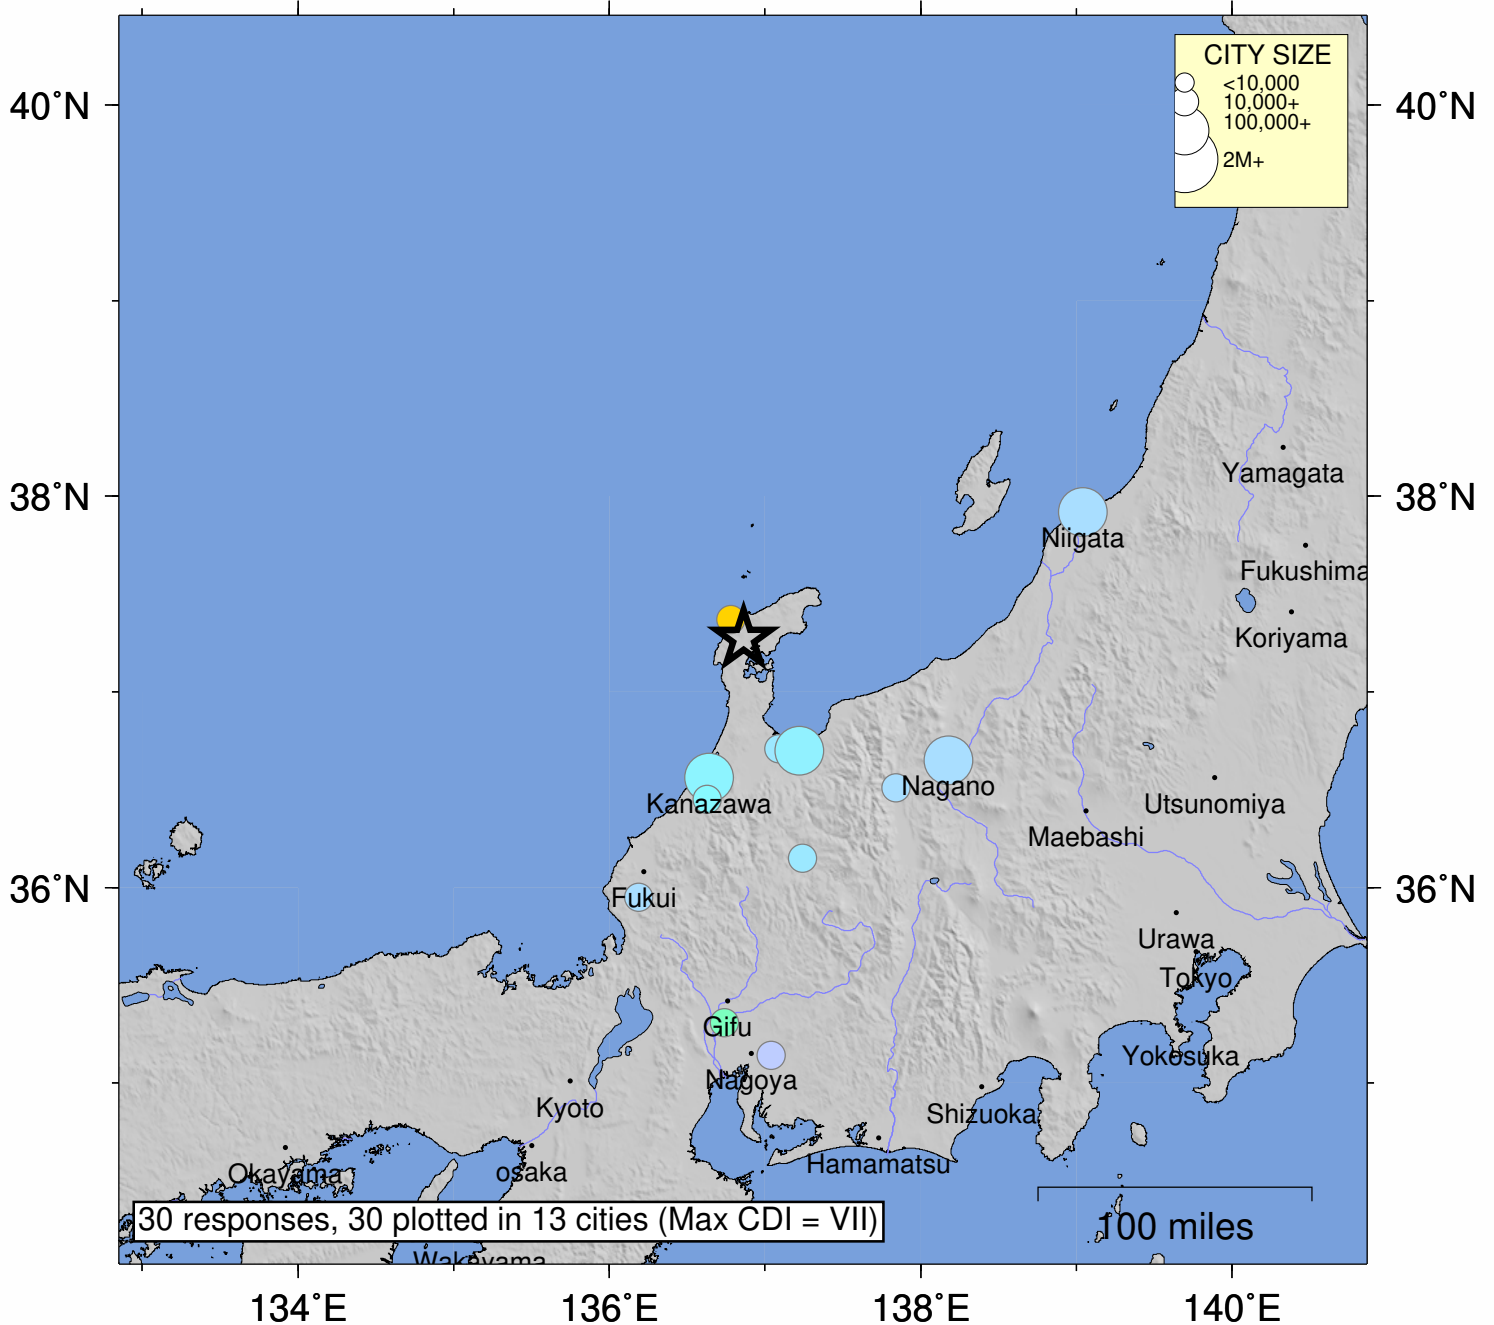 CITY SIZE
<10,000
10,000+
100,000+
2M+
40˚N 40˚N
Yamagata
38˚N 38˚N
Niigata
Fukushima
Koriyama
Nagano
Kanazawa
Utsunomiya
Maebashi
36˚N 36˚N
Fukui
Urawa
Tokyo
Gifu
Yokosuka
Nagoya
Kyoto
Shizuoka
Hamamatsu
Okayama
osaka
30 responses, 30 plotted in 13 cities (Max CDI = VII)
100 miles
Wakayama
134˚E 136˚E 138˚E 140˚E